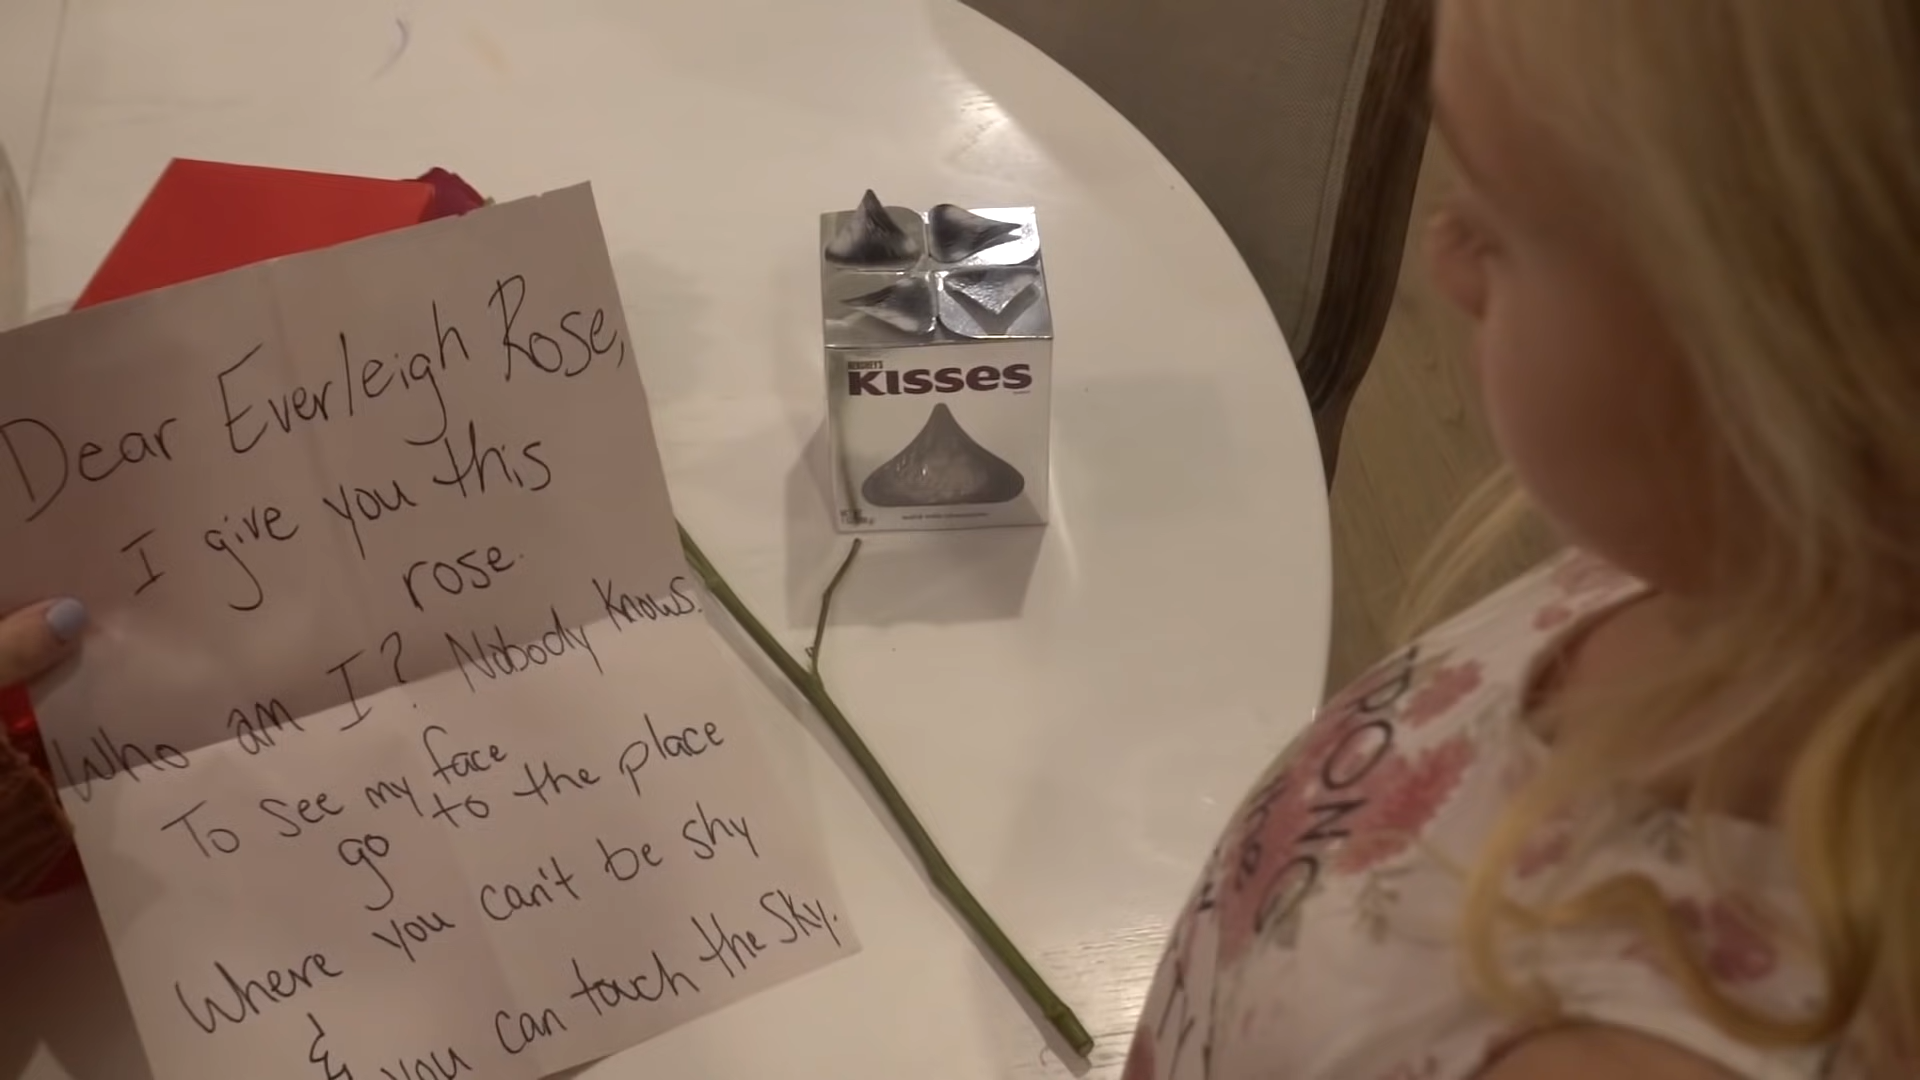 Dear Everleigh Rose,
I give you this
rose.
Who am I? Nobody Knows.
To see my face
go to the place
Where you can't be shy
&
you can touch the sky.
HERSHEY'S
KISSES